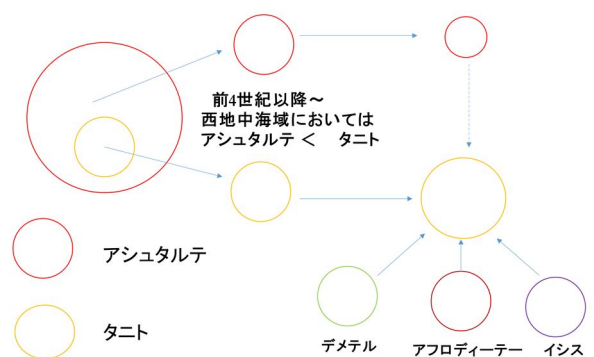 前4世紀以降～
西地中海域においては
アシュタルテ ＜ タニト
アシュタルテ
タニト
デメテル
アフロディーテー
イシス